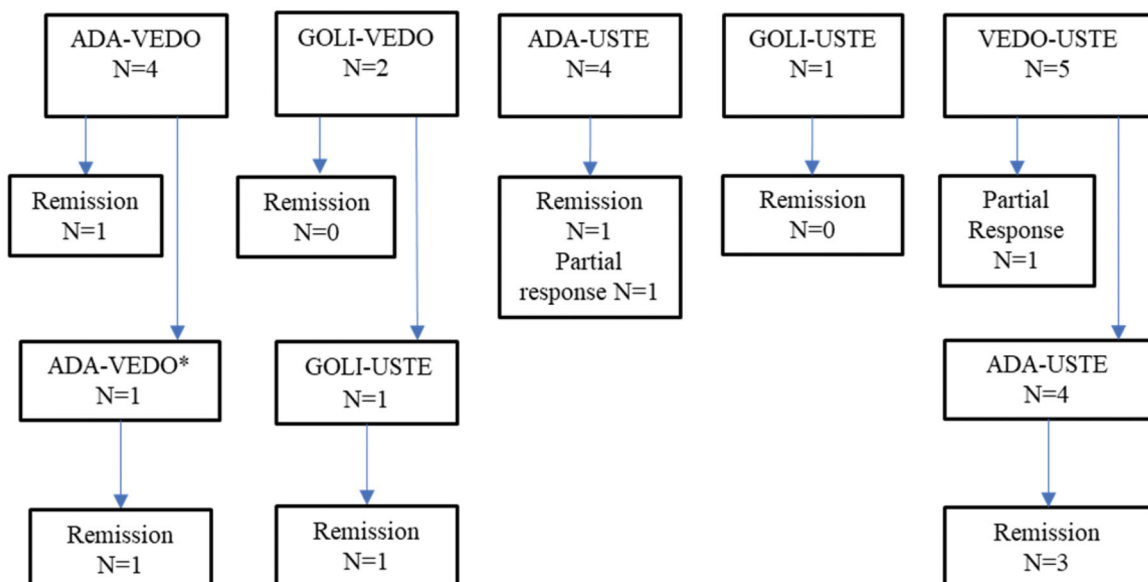 ADA-VEDO
N=4
GOLI-VEDO
N=2
ADA-USTE
N=4
GOLI-USTE
N=1
VEDO-USTE
N=5
Remission
N=1
Remission
N=0
Remission
N=1
Partial
response N=1
Remission
N=0
Partial
Response
N=1
ADA-VEDO*
N=1
GOLI-USTE
N=1
ADA-USTE
N=4
Remission
N=1
Remission
N=1
Remission
N=3